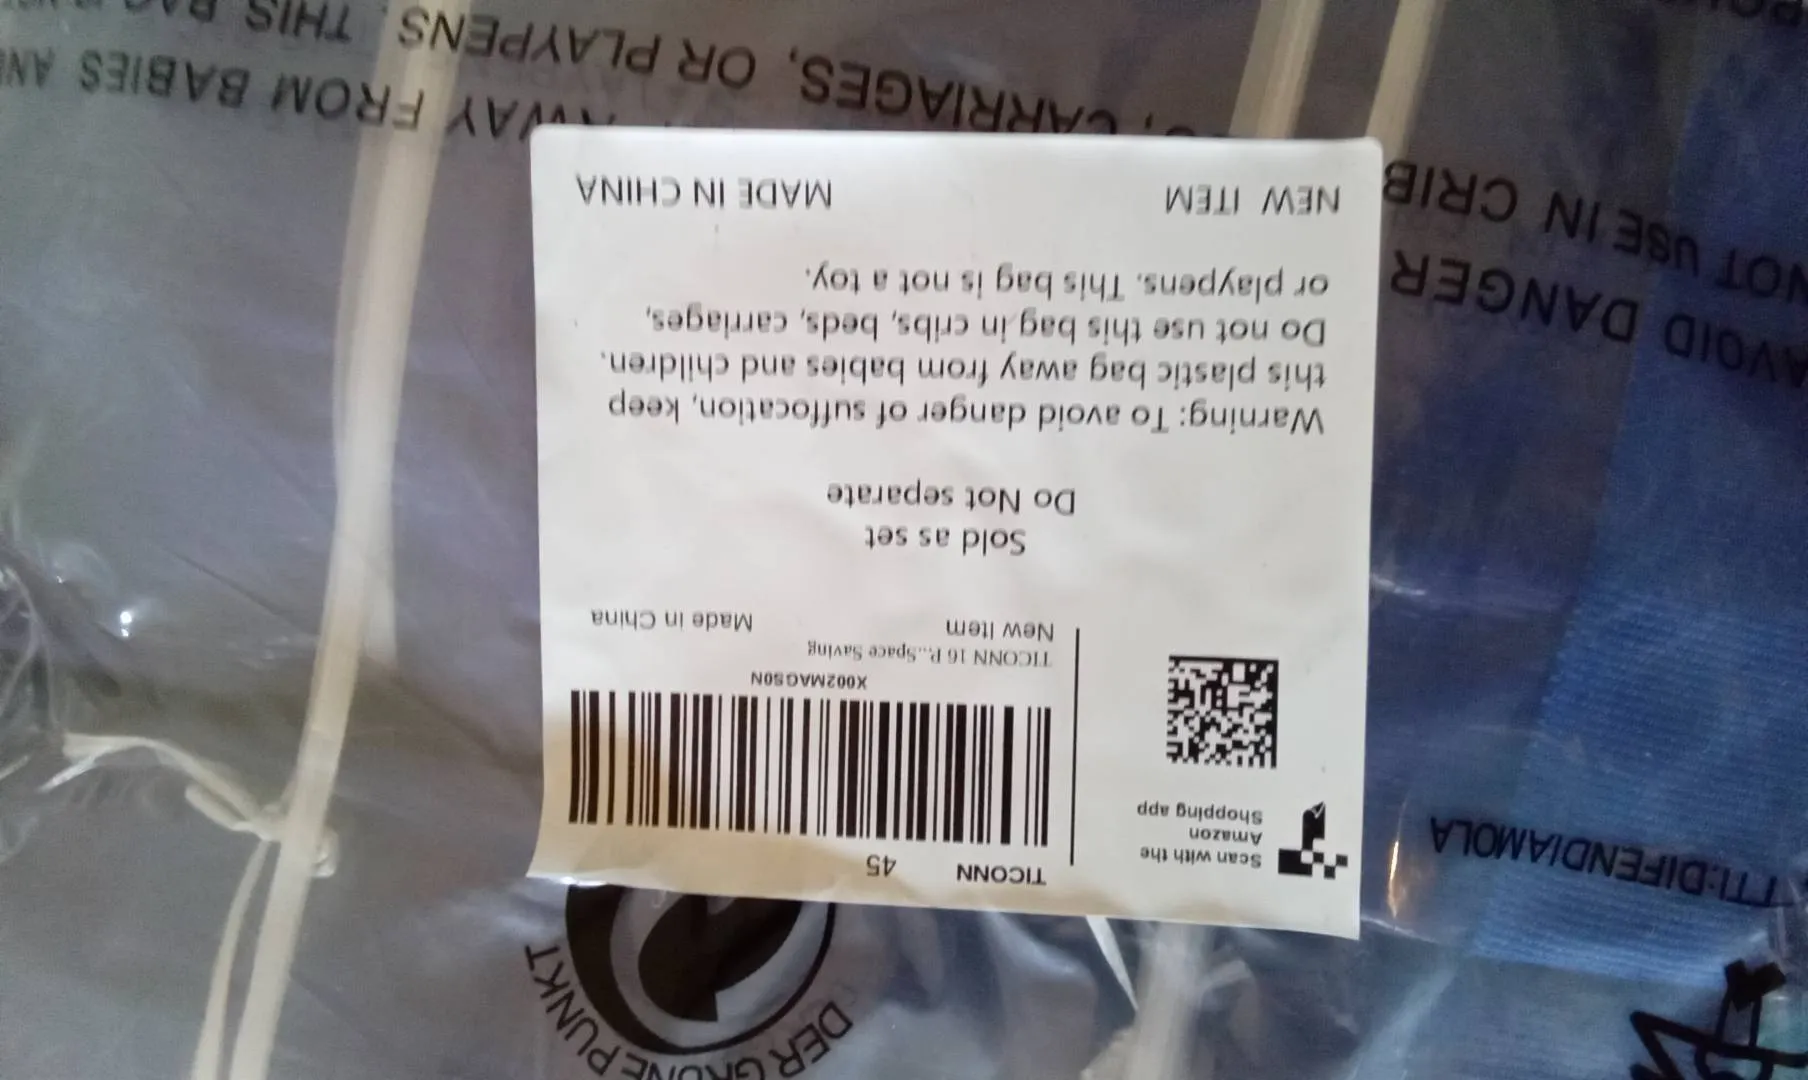 Scan with the
Amazon
Shopping app
TICONN 45
X002MAGS0N
TICONN 16 P...Space Saving
New Item Made in China
Sold as set
Do Not separate
Warning: To avoid danger of suffocation, keep
this plastic bag away from babies and children.
Do not use this bag in cribs, beds, carriages,
or playpens. This bag is not a toy.
NEW ITEM MADE IN CHINA
DER GRÜNE PUNKT
TTI:DIFENDIAMOLA
AVOID DANGER
AWAY FROM BABIES
NOT USE IN CRIB
CARRIAGES, OR PLAYPENS. THIS BAG